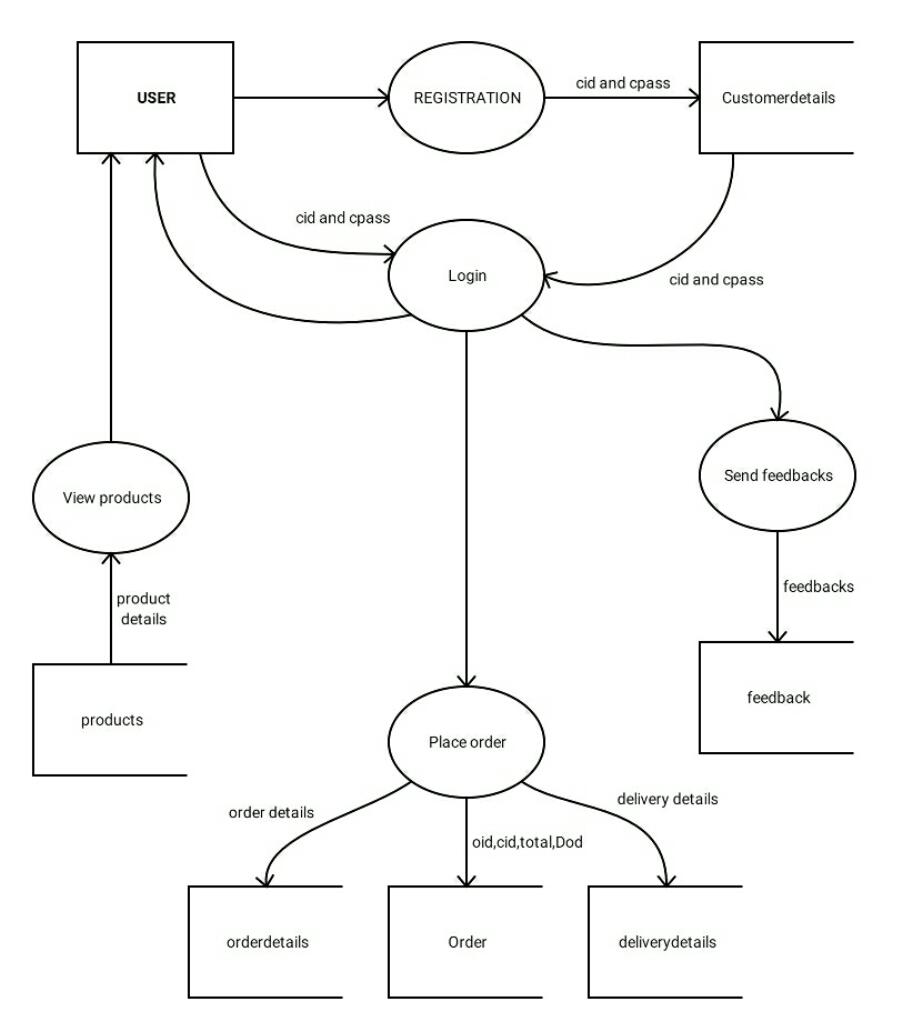 USER
REGISTRATION
cid and cpass
Customerdetails
cid and cpass
Login
cid and cpass
View products
Send feedbacks
product
details
feedbacks
products
feedback
Place order
order details
delivery details
oid,cid,total,Dod
orderdetails
Order
deliverydetails